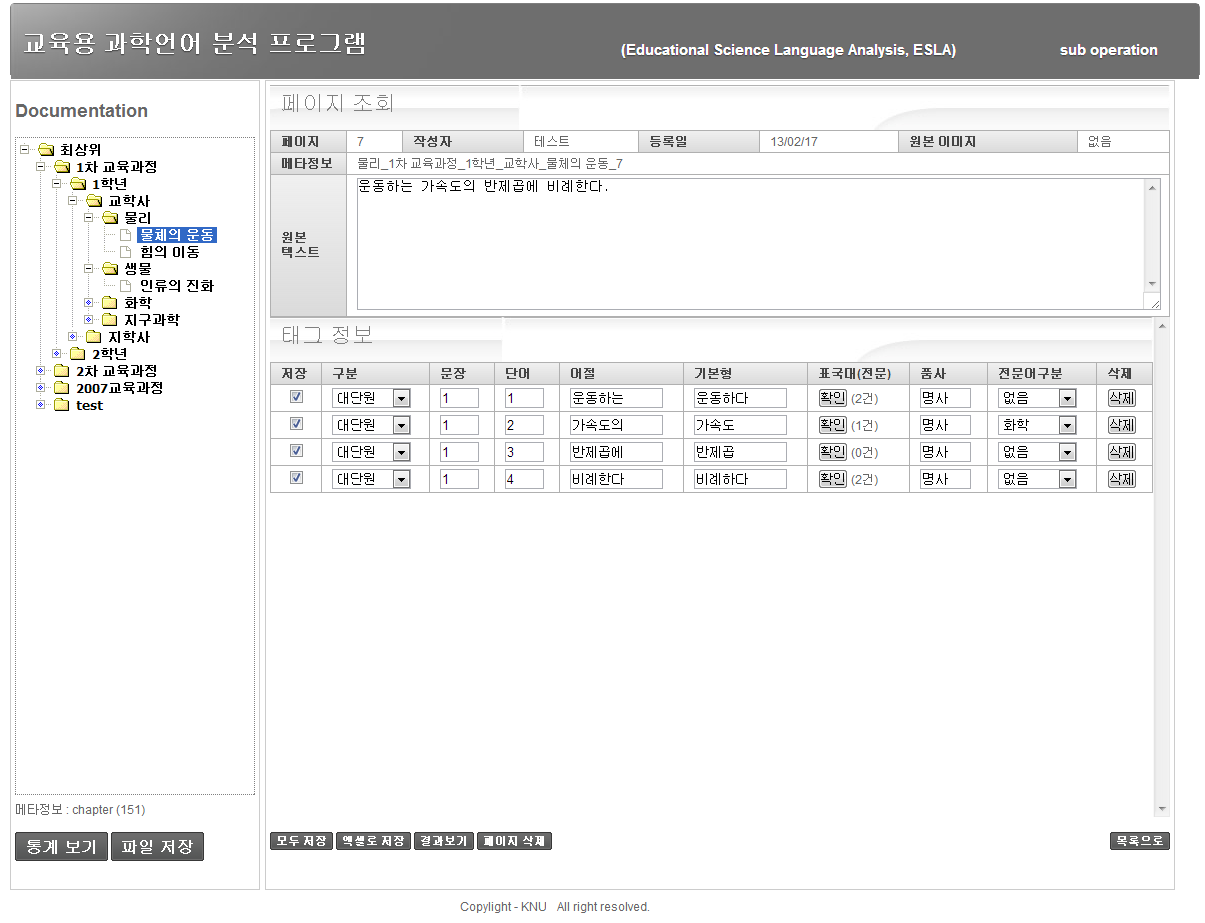 교육용 과학언어 분석 프로그램 (Educational Science Language Analysis, ESLA) sub operation
Documentation
최상위
1차 교육과정
1학년
교학사
물리
물체의 운동
힘의 이동
생물
인류의 진화
화학
지구과학
지학사
2학년
2차 교육과정
2007교육과정
test
메타정보 : chapter (151)
통계 보기 파일 저장
페이지 조회
페이지 7 작성자 테스트 등록일 13/02/17 원본 이미지 없음
메타정보 물리_1차 교육과정_1학년_교학사_물체의 운동_7
원본
텍스트
운동하는 가속도의 반제곱에 비례한다.
태그 정보
저장 구분 문장 단어 어절 기본형 표국대(전문) 품사 전문어구분 삭제
대단원 1 1 운동하는 운동하다 확인 (2건) 명사 없음 삭제
대단원 1 2 가속도의 가속도 확인 (1건) 명사 화학 삭제
대단원 1 3 반제곱에 반제곱 확인 (0건) 명사 없음 삭제
대단원 1 4 비례한다 비례하다 확인 (2건) 명사 없음 삭제
모두 저장 엑셀로 저장 결과보기 페이지 삭제 목록으로
Copylight - KNU All right resolved.